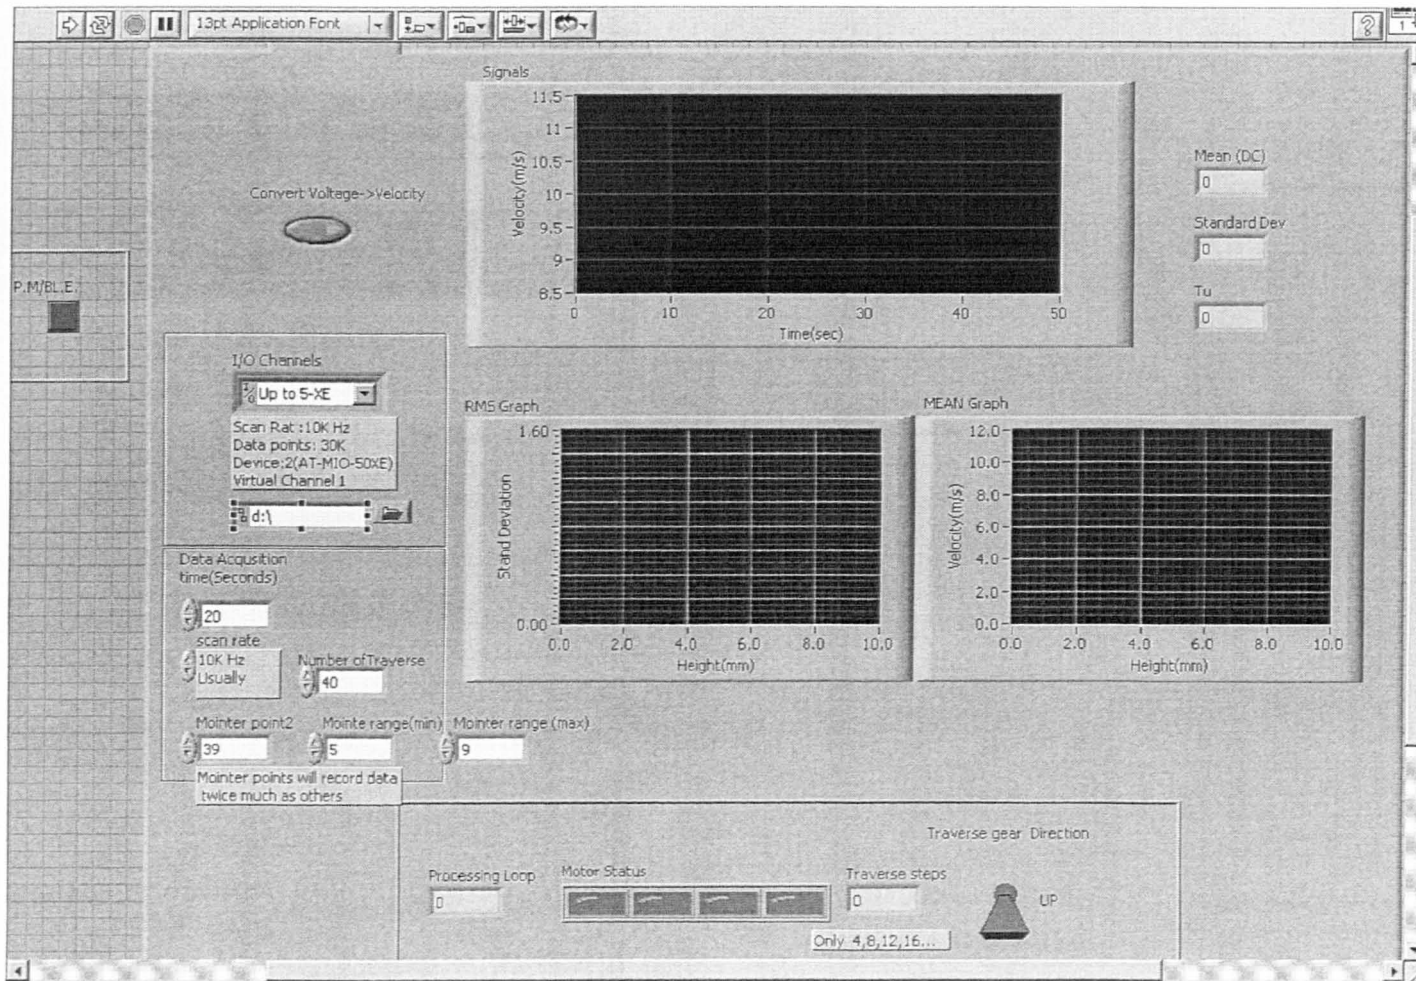 13pt Application Font
1
Signals
11.5
11
10.5
10
9.5
9
8.5
Velocity(m/s)
0 10 20 30 40 50
Time(sec)
Mean (DC)
0
Standard Dev
0
Tu
0
Convert Voltage->Velocity
P.M/BL.E.
I/O Channels
Up to 5-XE
Scan Rat :10K Hz
Data points: 30K
Device:2(AT-MIO-50XE)
Virtual Channel 1
d:\
RMS Graph
1.60
0.00
Stand Deviation
0.0 2.0 4.0 6.0 8.0 10.0
Height(mm)
MEAN Graph
12.0
10.0
8.0
6.0
4.0
2.0
0.0
Velocity(m/s)
0.0 2.0 4.0 6.0 8.0 10.0
Height(mm)
Data Acqusition
time(Seconds)
20
scan rate
10K Hz
Usually
Number ofTraverse
40
Mointer point2
39
Mointe range(min)
5
Mointer range (max)
9
Mointer points will record data
twice much as others
Traverse gear Direction
Processing Loop
0
Motor Status
Traverse steps
0
UP
Only 4,8,12,16...